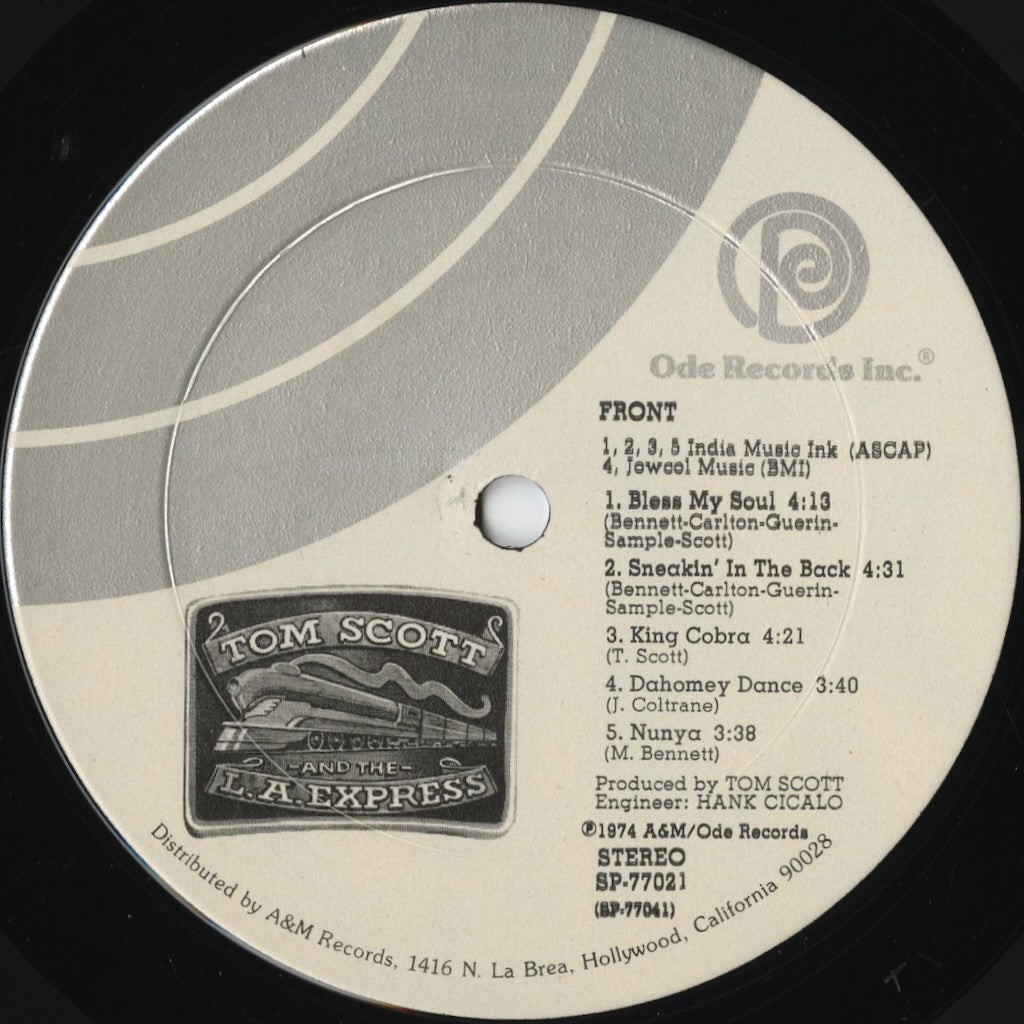 Ode Records Inc.®
FRONT
1, 2, 3, 5 India Music Ink (ASCAP)
4, Jowcol Music (BMI)
1. Bless My Soul 4:13
(Bennett-Carlton-Guerin-
Sample-Scott)
2. Sneakin' In The Back 4:31
(Bennett-Carlton-Guerin-
Sample-Scott)
3. King Cobra 4:21
(T. Scott)
4. Dahomey Dance 3:40
(J. Coltrane)
5. Nunya 3:38
(M. Bennett)
Produced by TOM SCOTT
Engineer: HANK CICALO
℗1974 A&M/Ode Records
STEREO
SP-77021
(SP-77041)
TOM SCOTT
-AND THE-
L.A. EXPRESS
Distributed by A&M Records, 1416 N. La Brea, Hollywood, California 90028